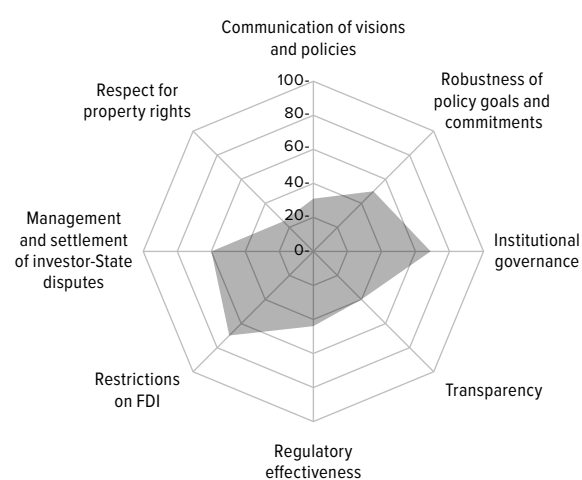 Communication of visions
and policies
Robustness of
policy goals and
commitments
Respect for
property rights
100-
80-
60-
40-
20-
0-
Management
and settlement
of investor-State
disputes
Institutional
governance
Restrictions
on FDI
Transparency
Regulatory
effectiveness